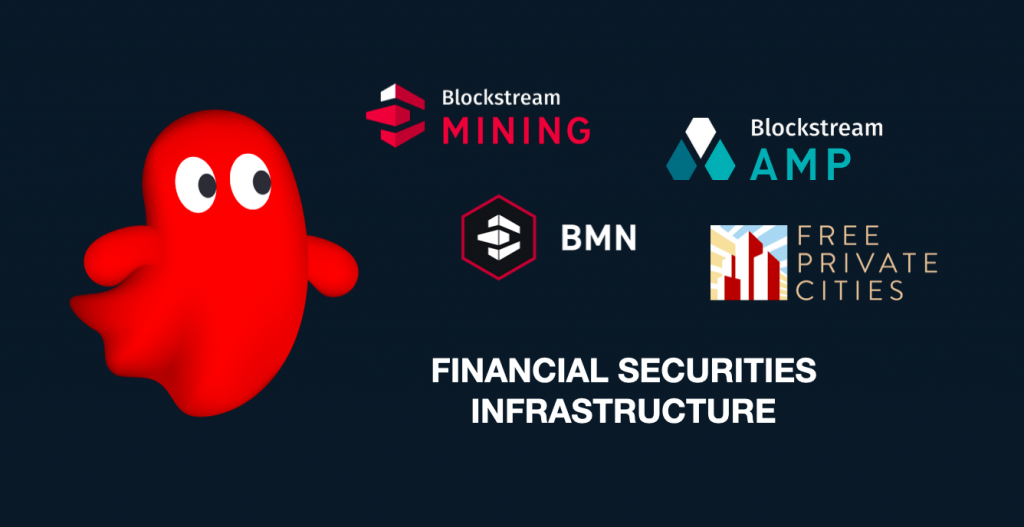 Blockstream
MINING
Blockstream
AMP
BMN
FREE
PRIVATE
CITIES
FINANCIAL SECURITIES
INFRASTRUCTURE